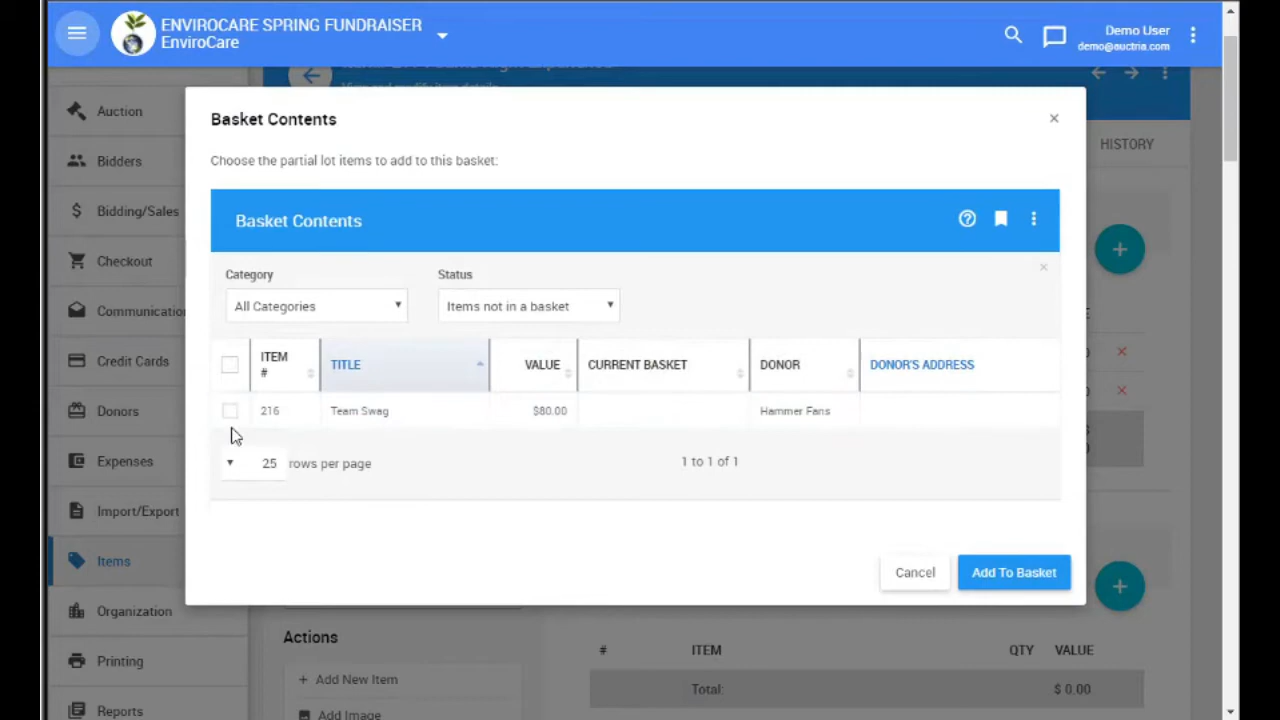 ENVIROCARE SPRING FUNDRAISER
EnviroCare
Demo User
demo@auctria.com
Auction
Bidders
Bidding/Sales
Checkout
Communication
Credit Cards
Donors
Expenses
Import/Export
Items
Organization
Printing
Reports
HISTORY
Basket Contents
×
Choose the partial lot items to add to this basket:
Basket Contents
Category
Status
All Categories
Items not in a basket
ITEM #
TITLE
VALUE
CURRENT BASKET
DONOR
DONOR'S ADDRESS
216
Team Swag
$80.00
Hammer Fans
25 rows per page
1 to 1 of 1
Cancel
Add To Basket
Actions
+ Add New Item
Add Image
#
ITEM
QTY
VALUE
Total:
$ 0.00